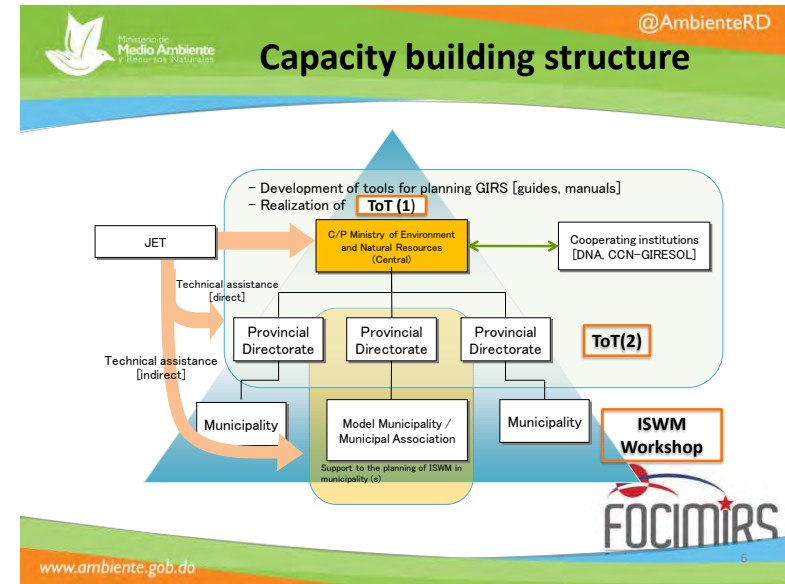 @AmbienteRD
Ministerio de
Medio Ambiente
y Recursos Naturales
Capacity building structure
- Development of tools for planning GIRS [guides, manuals]
- Realization of ToT (1)
JET
C/P Ministry of Environment
and Natural Resources
(Central)
Cooperating institutions
[DNA, CCN-GIRESOL]
Technical assistance
[direct]
Provincial
Directorate
Provincial
Directorate
Provincial
Directorate
ToT(2)
Technical assistance
[indirect]
Municipality
Model Municipality /
Municipal Association
Municipality
ISWM
Workshop
Support to the planning of ISWM in
municipality (s)
FOCIMIRS
6
www.ambiente.gob.do